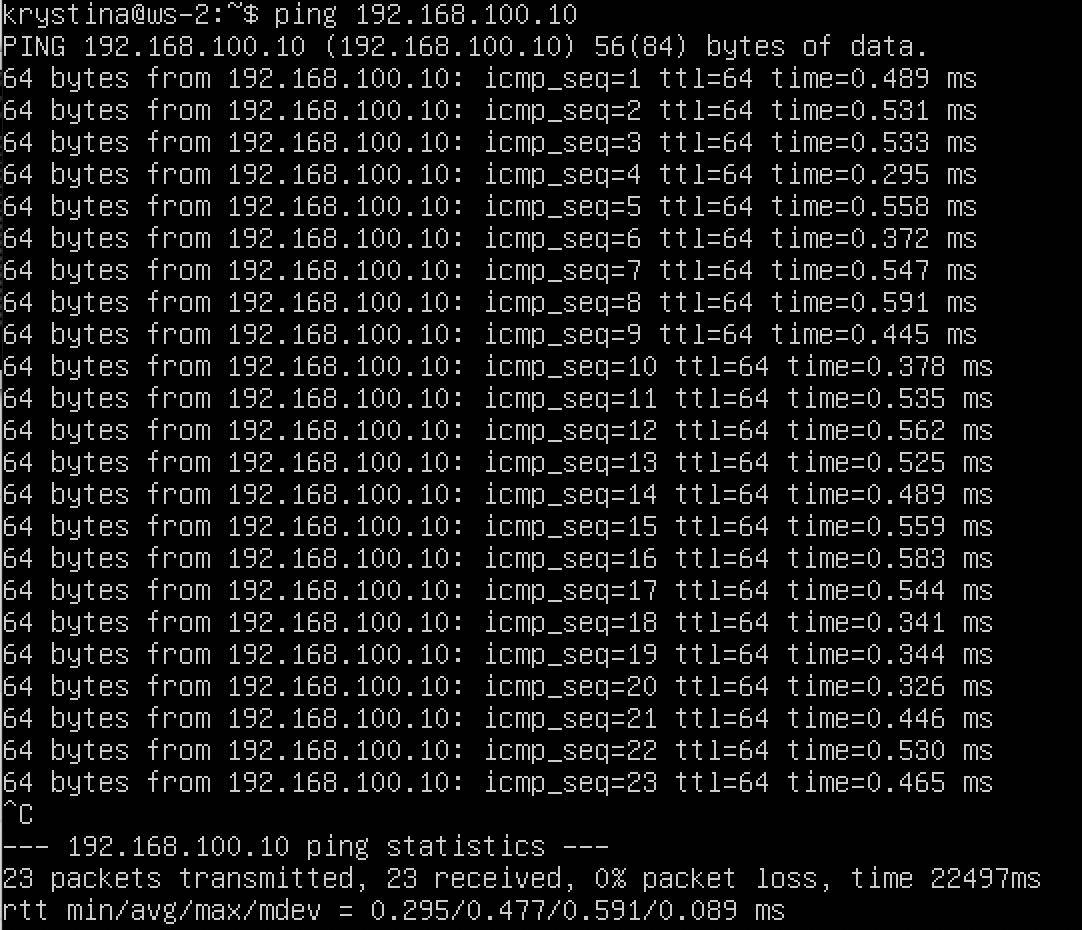 krystina@ws-2:~$ ping 192.168.100.10
PING 192.168.100.10 (192.168.100.10) 56(84) bytes of data.
64 bytes from 192.168.100.10: icmp_seq=1 ttl=64 time=0.489 ms
64 bytes from 192.168.100.10: icmp_seq=2 ttl=64 time=0.531 ms
64 bytes from 192.168.100.10: icmp_seq=3 ttl=64 time=0.533 ms
64 bytes from 192.168.100.10: icmp_seq=4 ttl=64 time=0.295 ms
64 bytes from 192.168.100.10: icmp_seq=5 ttl=64 time=0.558 ms
64 bytes from 192.168.100.10: icmp_seq=6 ttl=64 time=0.372 ms
64 bytes from 192.168.100.10: icmp_seq=7 ttl=64 time=0.547 ms
64 bytes from 192.168.100.10: icmp_seq=8 ttl=64 time=0.591 ms
64 bytes from 192.168.100.10: icmp_seq=9 ttl=64 time=0.445 ms
64 bytes from 192.168.100.10: icmp_seq=10 ttl=64 time=0.378 ms
64 bytes from 192.168.100.10: icmp_seq=11 ttl=64 time=0.535 ms
64 bytes from 192.168.100.10: icmp_seq=12 ttl=64 time=0.562 ms
64 bytes from 192.168.100.10: icmp_seq=13 ttl=64 time=0.525 ms
64 bytes from 192.168.100.10: icmp_seq=14 ttl=64 time=0.489 ms
64 bytes from 192.168.100.10: icmp_seq=15 ttl=64 time=0.559 ms
64 bytes from 192.168.100.10: icmp_seq=16 ttl=64 time=0.583 ms
64 bytes from 192.168.100.10: icmp_seq=17 ttl=64 time=0.544 ms
64 bytes from 192.168.100.10: icmp_seq=18 ttl=64 time=0.341 ms
64 bytes from 192.168.100.10: icmp_seq=19 ttl=64 time=0.344 ms
64 bytes from 192.168.100.10: icmp_seq=20 ttl=64 time=0.326 ms
64 bytes from 192.168.100.10: icmp_seq=21 ttl=64 time=0.446 ms
64 bytes from 192.168.100.10: icmp_seq=22 ttl=64 time=0.530 ms
64 bytes from 192.168.100.10: icmp_seq=23 ttl=64 time=0.465 ms
^C
--- 192.168.100.10 ping statistics ---
23 packets transmitted, 23 received, 0% packet loss, time 22497ms
rtt min/avg/max/mdev = 0.295/0.477/0.591/0.089 ms